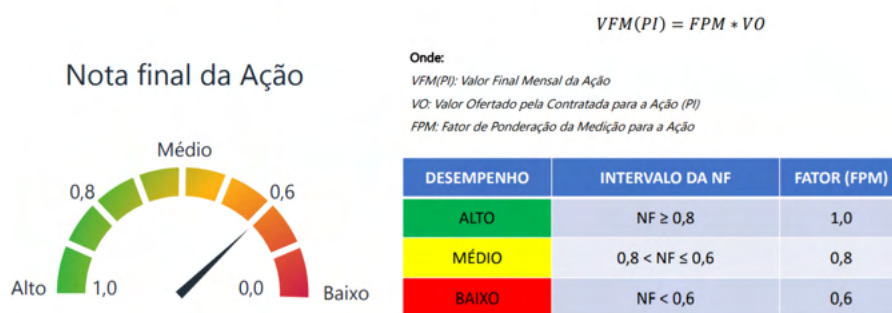 Nota final da Ação
Médio
0,8
0,6
Alto
1,0
0,0
Baixo
VFM(PI) = FPM * VO
Onde:
VFM(PI): Valor Final Mensal da Ação
VO: Valor Ofertado pela Contratada para a Ação (PI)
FPM: Fator de Ponderação da Medição para a Ação
DESEMPENHO INTERVALO DA NF FATOR (FPM)
ALTO NF ≥ 0,8 1,0
MÉDIO 0,8 < NF ≤ 0,6 0,8
BAIXO NF < 0,6 0,6